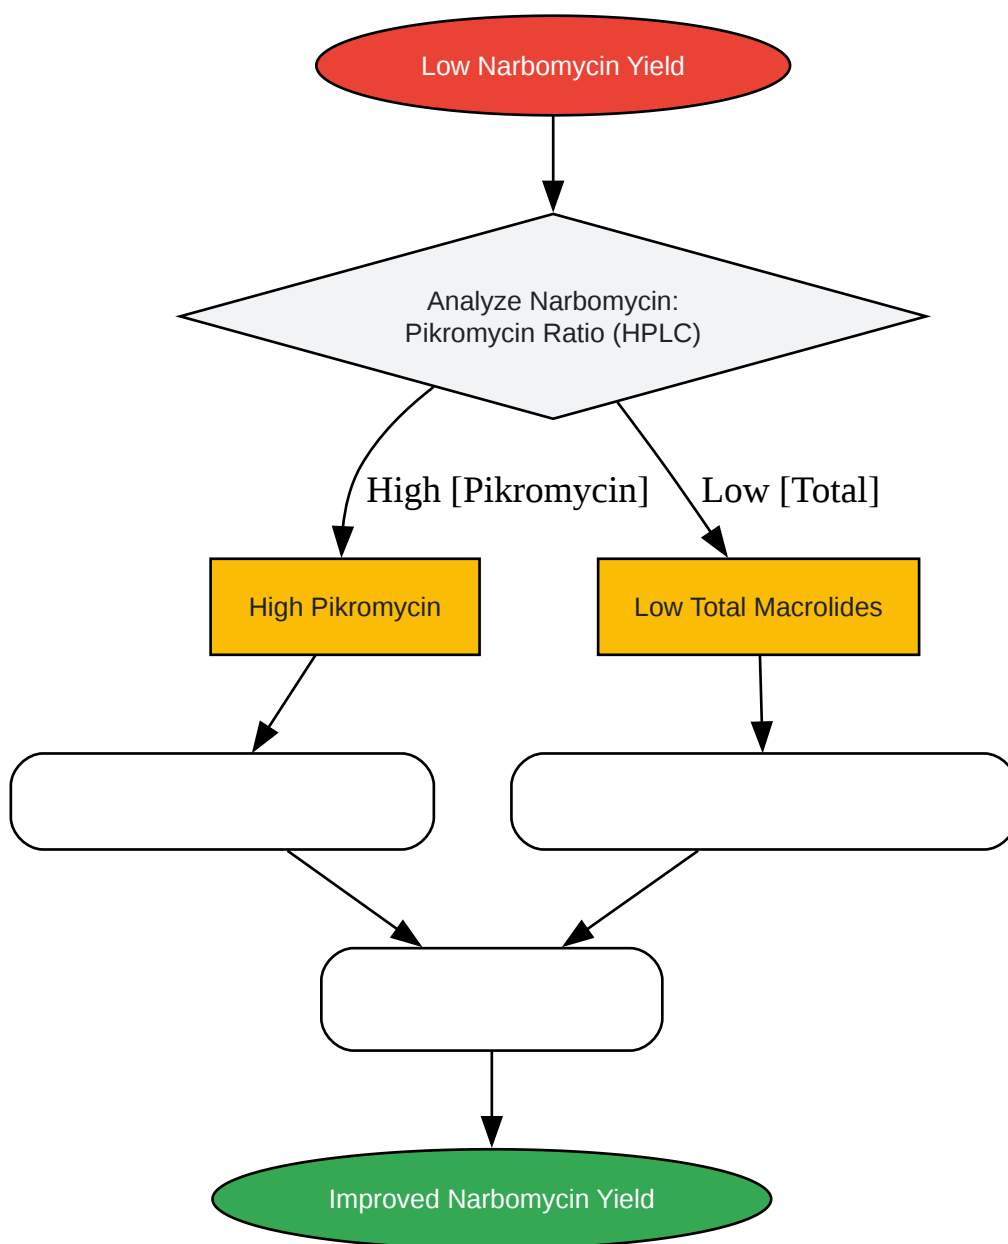 Low Narbomycin Yield
Analyze Narbomycin:
Pikromycin Ratio (HPLC)
High [Pikromycin]
Low [Total]
High Pikromycin
Low Total Macrolides
Improved Narbomycin Yield